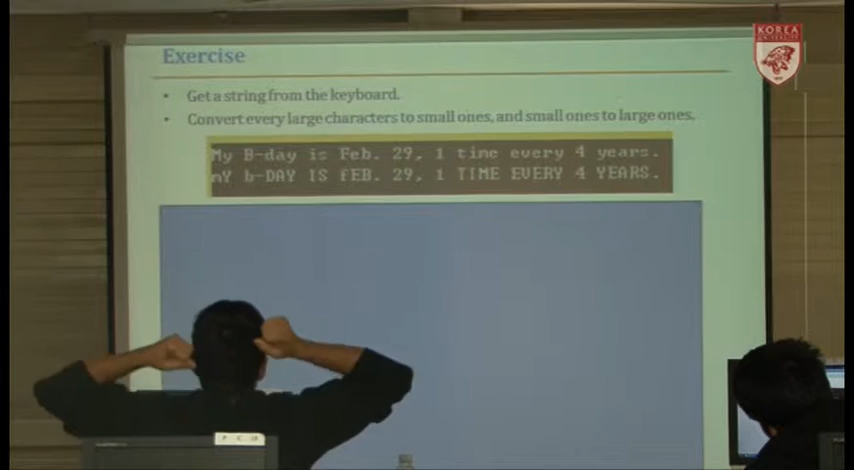 KOREA
UNIVERSITY
Exercise
Get a string from the keyboard.
Convert every large characters to small ones, and small ones to large ones.
My B-day is Feb. 29, 1 time every 4 years.
mY b-DAY IS fEB. 29, 1 TIME EVERY 4 YEARS.